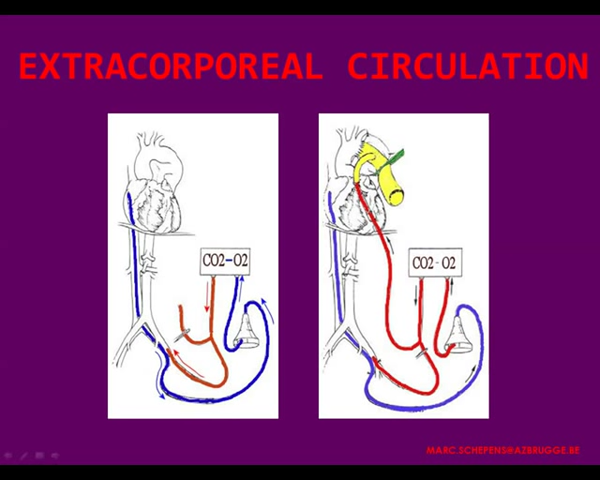 EXTRACORPOREAL CIRCULATION
CO2-O2
CO2-O2
MARC.SCHEPENS@AZBRUGGE.BE